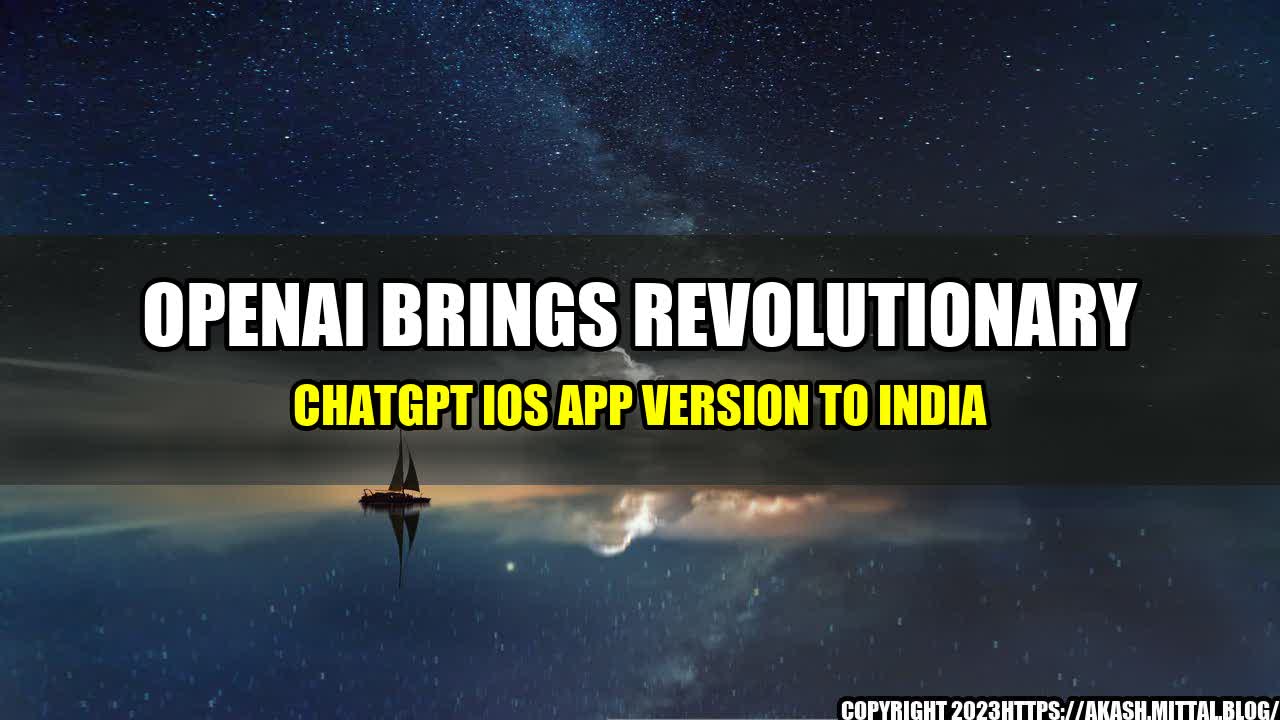 OPENAI BRINGS REVOLUTIONARY
CHATGPT IOS APP VERSION TO INDIA
COPYRIGHT 2023HTTPS://AKASH.MITTAL.BLOG/